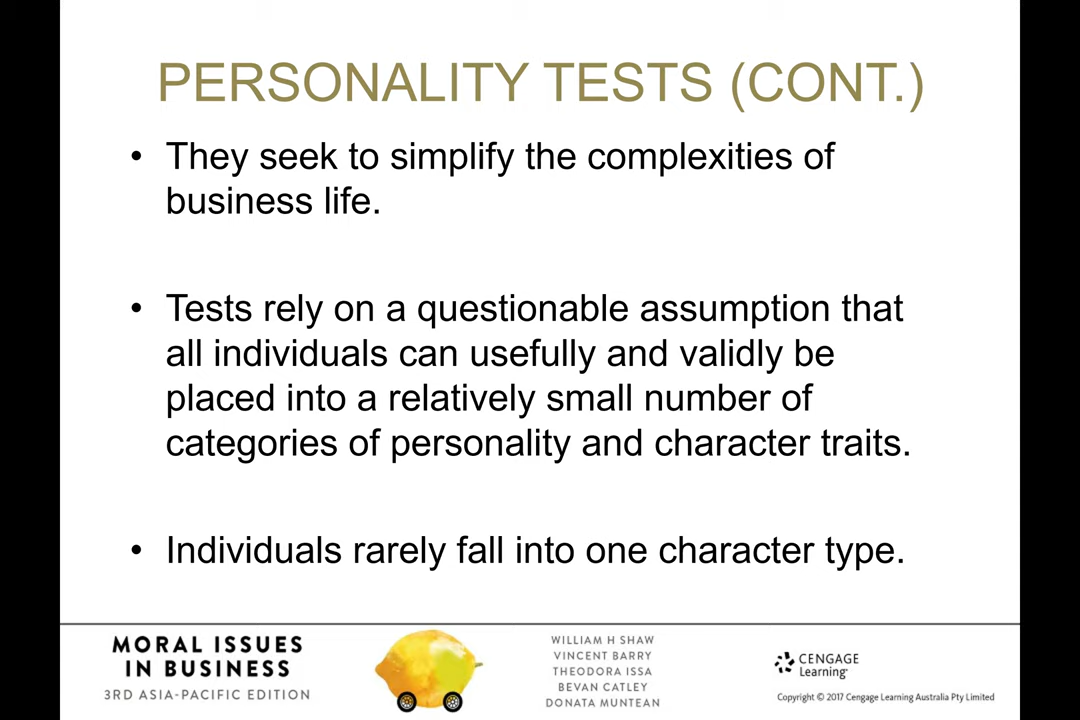 PERSONALITY TESTS (CONT.)
• They seek to simplify the complexities of
business life.
• Tests rely on a questionable assumption that
all individuals can usefully and validly be
placed into a relatively small number of
categories of personality and character traits.
• Individuals rarely fall into one character type.
MORAL ISSUES
IN BUSINESS
3RD ASIA-PACIFIC EDITION
WILLIAM H SHAW
VINCENT BARRY
THEODORA ISSA
BEVAN CATLEY
DONATA MUNTEAN
CENGAGE
Learning™
Copyright © 2017 Cengage Learning Australia Pty Limited